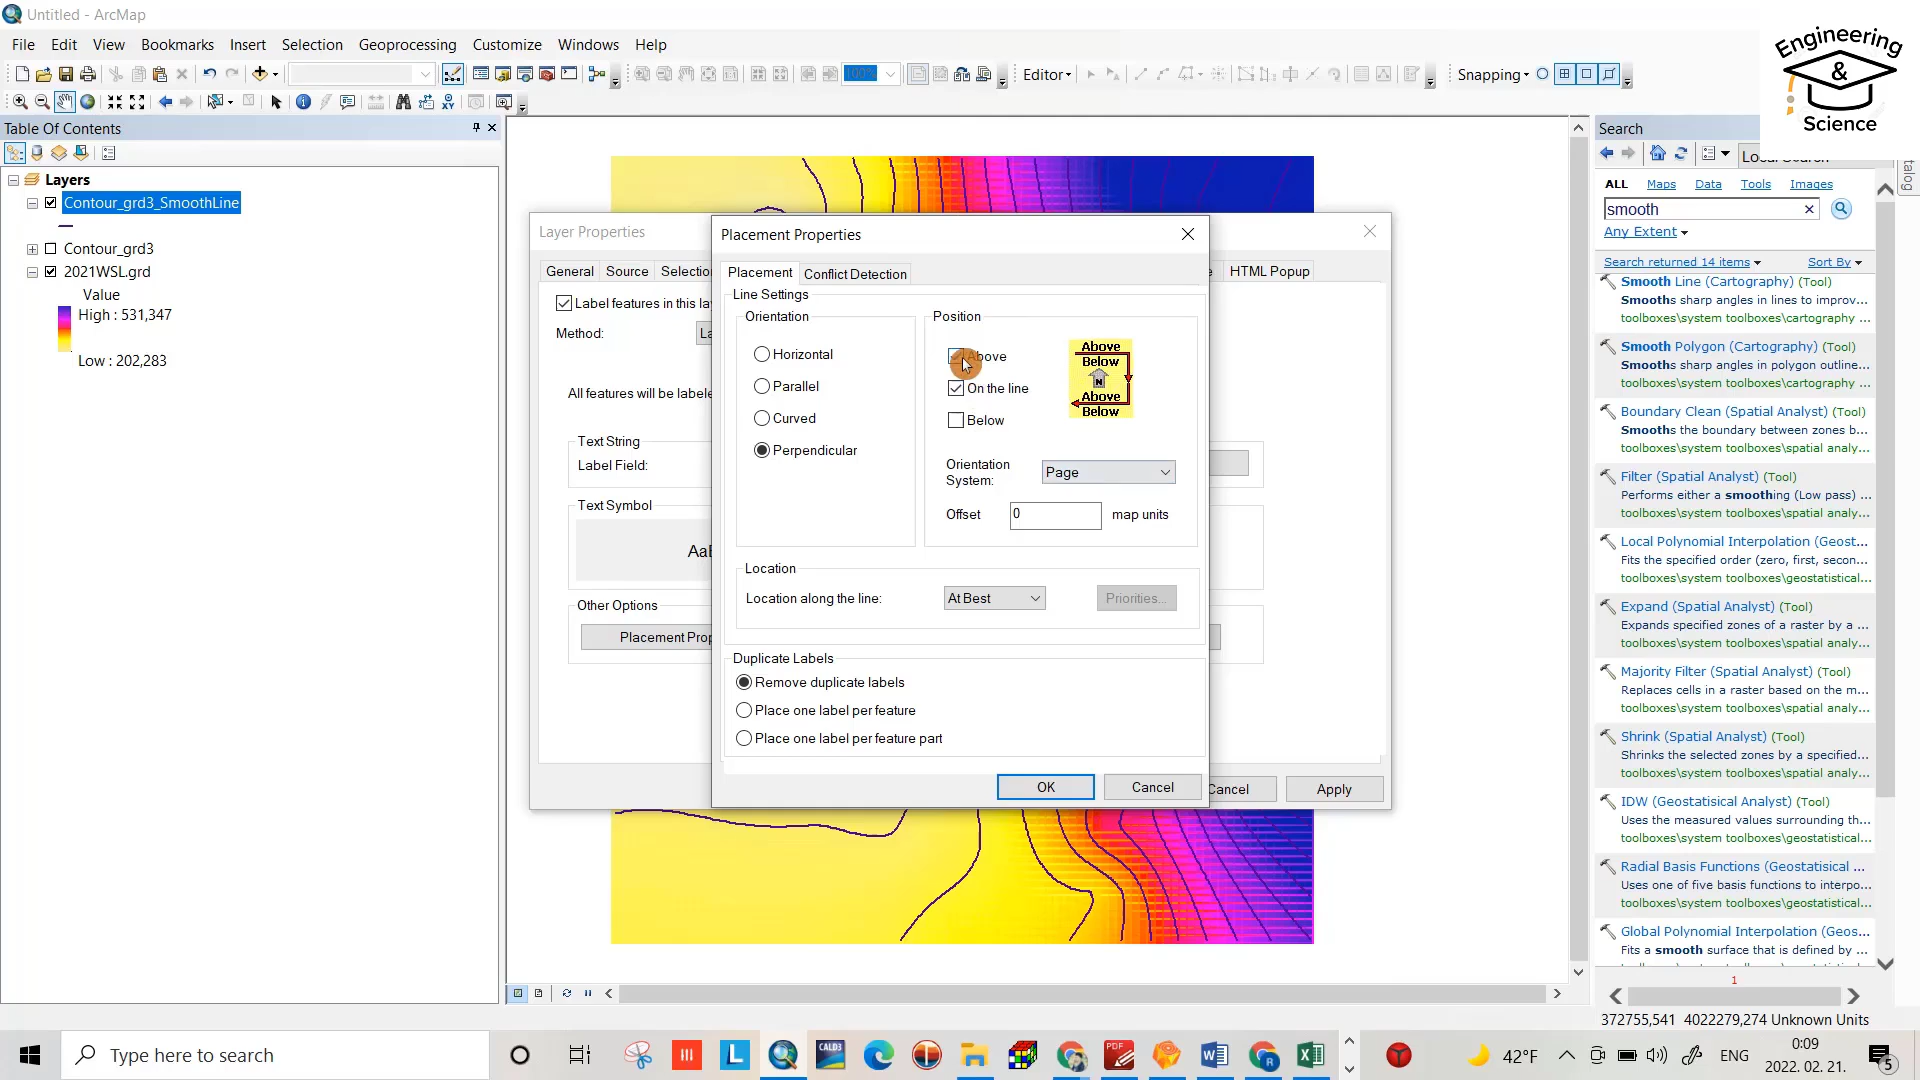 Untitled - ArcMap
File Edit View Bookmarks Insert Selection Geoprocessing Customize Windows Help
100%
Editor
Snapping
Engineering
&
Science
Table Of Contents
Layers
Contour_grd3_SmoothLine
Contour_grd3
2021WSL.grd
Value
High : 531,347
Low : 202,283
Layer Properties
General Source Selectio
HTML Popup
Label features in this la
Method:
La
All features will be labele
Text String
Label Field:
Text Symbol
Aa
Other Options
Placement Prop
Cancel
Apply
Placement Properties
Placement Conflict Detection
Line Settings
Orientation
Horizontal
Parallel
Curved
Perpendicular
Position
Above
On the line
Below
Above
Below
N
Above
Below
Orientation
System:
Page
Offset
0
map units
Location
Location along the line:
At Best
Priorities...
Duplicate Labels
Remove duplicate labels
Place one label per feature
Place one label per feature part
OK
Cancel
Search
Local Search
talog
ALL Maps Data Tools Images
smooth
Any Extent
Search returned 14 items
Sort By
Smooth Line (Cartography) (Tool)
Smooths sharp angles in lines to improv...
toolboxes\system toolboxes\cartography ...
Smooth Polygon (Cartography) (Tool)
Smooths sharp angles in polygon outline...
toolboxes\system toolboxes\cartography ...
Boundary Clean (Spatial Analyst) (Tool)
Smooths the boundary between zones b...
toolboxes\system toolboxes\spatial analy...
Filter (Spatial Analyst) (Tool)
Performs either a smoothing (Low pass) ...
toolboxes\system toolboxes\spatial analy...
Local Polynomial Interpolation (Geost...
Fits the specified order (zero, first, secon...
toolboxes\system toolboxes\geostatistical...
Expand (Spatial Analyst) (Tool)
Expands specified zones of a raster by a ...
toolboxes\system toolboxes\spatial analy...
Majority Filter (Spatial Analyst) (Tool)
Replaces cells in a raster based on the m...
toolboxes\system toolboxes\spatial analy...
Shrink (Spatial Analyst) (Tool)
Shrinks the selected zones by a specified...
toolboxes\system toolboxes\spatial analy...
IDW (Geostatisical Analyst) (Tool)
Uses the measured values surrounding th...
toolboxes\system toolboxes\geostatistical...
Radial Basis Functions (Geostatisical ...
Uses one of five basis functions to interpo...
toolboxes\system toolboxes\geostatistical...
Global Polynomial Interpolation (Geos...
Fits a smooth surface that is defined by ...
1
372755,541 4022279,274 Unknown Units
Type here to search
CALD3
L
PDF
42°F
ENG
0:09
2022. 02. 21.
5